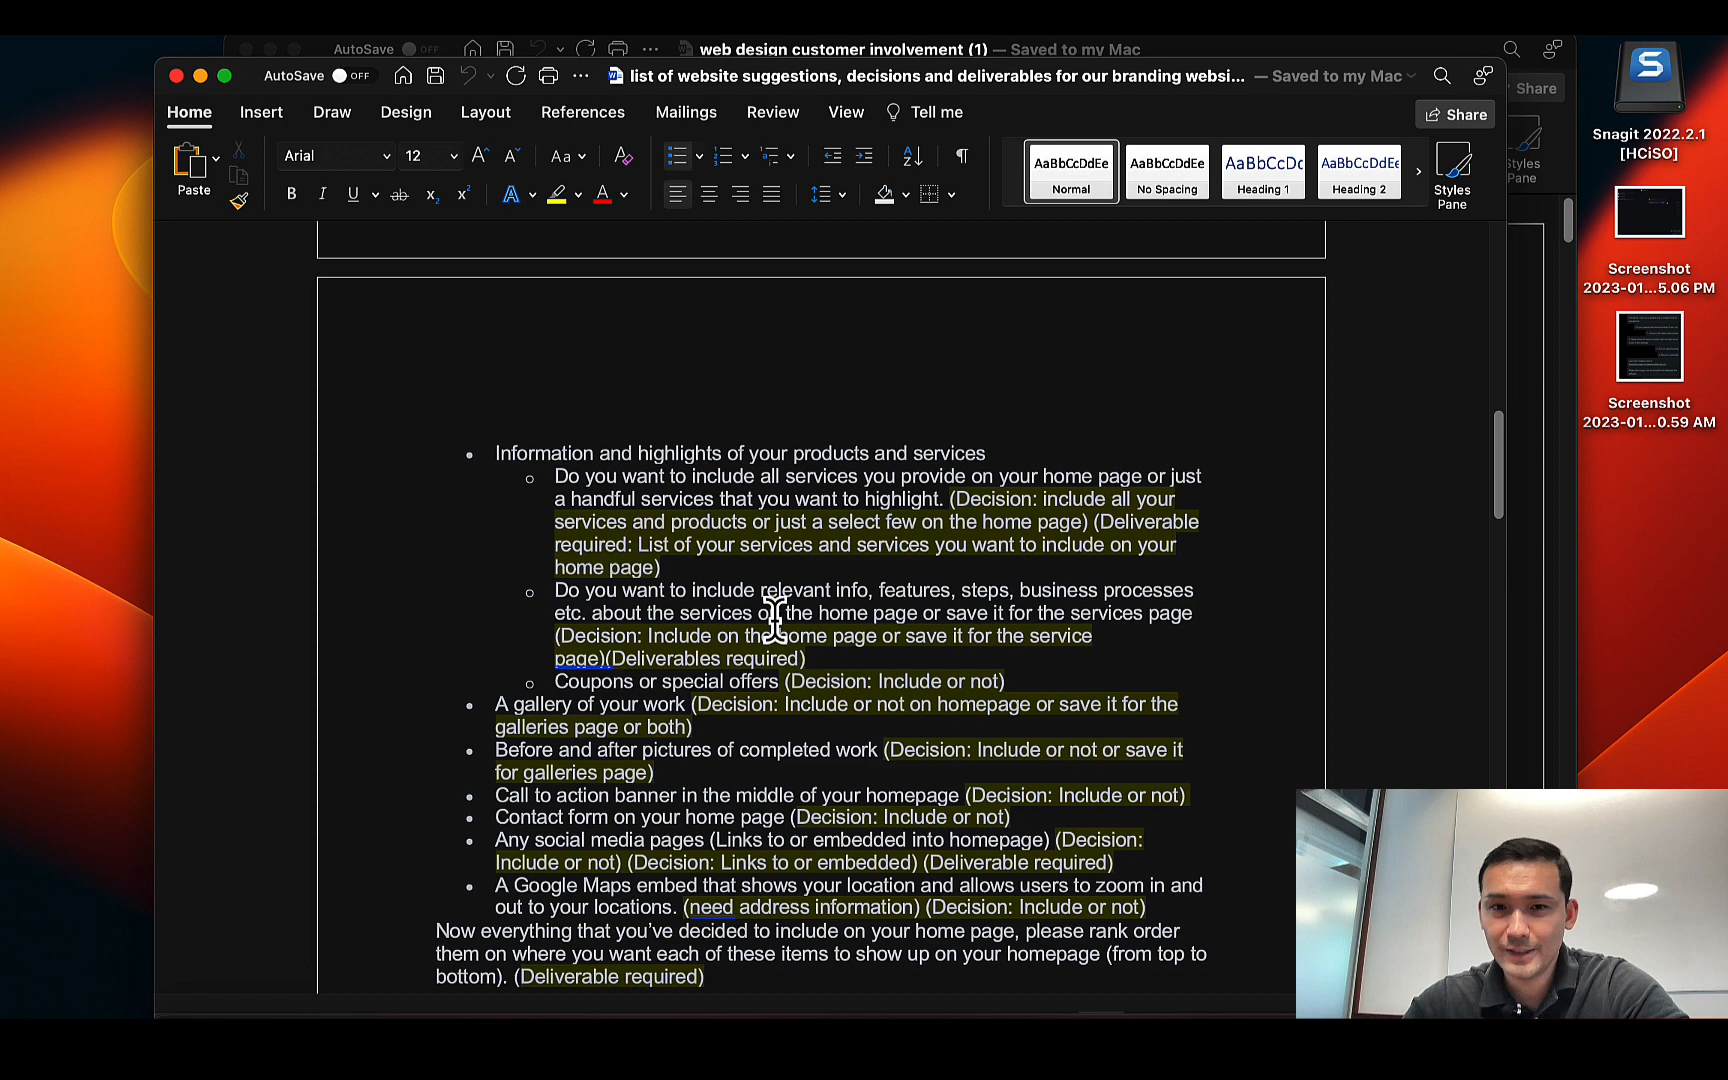 AutoSave OFF web design customer involvement (1) — Saved to my Mac
AutoSave OFF list of website suggestions, decisions and deliverables for our branding websi... — Saved to my Mac
Share
Home Insert Draw Design Layout References Mailings Review View Tell me Share
Paste
Arial 12
Aa
AaBbCcDdEe
Normal
AaBbCcDdEe
No Spacing
AaBbCcDc
Heading 1
AaBbCcDdEe
Heading 2
Styles
Pane
Styles
Pane
• Information and highlights of your products and services
o Do you want to include all services you provide on your home page or just
a handful services that you want to highlight. (Decision: include all your
services and products or just a select few on the home page) (Deliverable
required: List of your services and services you want to include on your
home page)
o Do you want to include relevant info, features, steps, business processes
etc. about the services on the home page or save it for the services page
(Decision: Include on the home page or save it for the service
page)(Deliverables required)
o Coupons or special offers (Decision: Include or not)
• A gallery of your work (Decision: Include or not on homepage or save it for the
galleries page or both)
• Before and after pictures of completed work (Decision: Include or not or save it
for galleries page)
• Call to action banner in the middle of your homepage (Decision: Include or not)
• Contact form on your home page (Decision: Include or not)
• Any social media pages (Links to or embedded into homepage) (Decision:
Include or not) (Decision: Links to or embedded) (Deliverable required)
• A Google Maps embed that shows your location and allows users to zoom in and
out to your locations. (need address information) (Decision: Include or not)
Now everything that you've decided to include on your home page, please rank order
them on where you want each of these items to show up on your homepage (from top to
bottom). (Deliverable required)
Snagit 2022.2.1
[HCiSO]
Screenshot
2023-01...5.06 PM
Screenshot
2023-01...0.59 AM